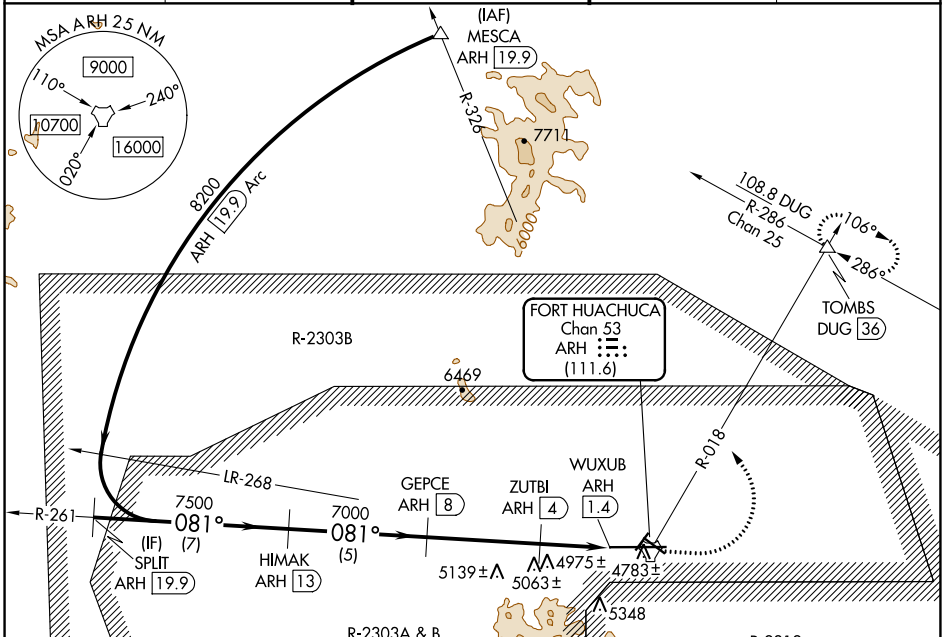 MSA ARH 25 NM
9000
110°
240°
10700
16000
020°
(IAF)
MESCA
ARH 19.9
R-326
7711
6000
8200
ARH 19.9 Arc
108.8 DUG
R-286
Chan 25
106°
286°
TOMBS
DUG 36
FORT HUACHUCA
Chan 53
ARH
(111.6)
R-2303B
6469
R-018
LR-268
R-261
7500
081°
(7)
(IF)
SPLIT
ARH 19.9
HIMAK
ARH 13
7000
081°
(5)
GEPCE
ARH 8
ZUTBI
ARH 4
WUXUB
ARH
1.4
5139±
5063±
4975±
4783±
5348
R-2303A & B